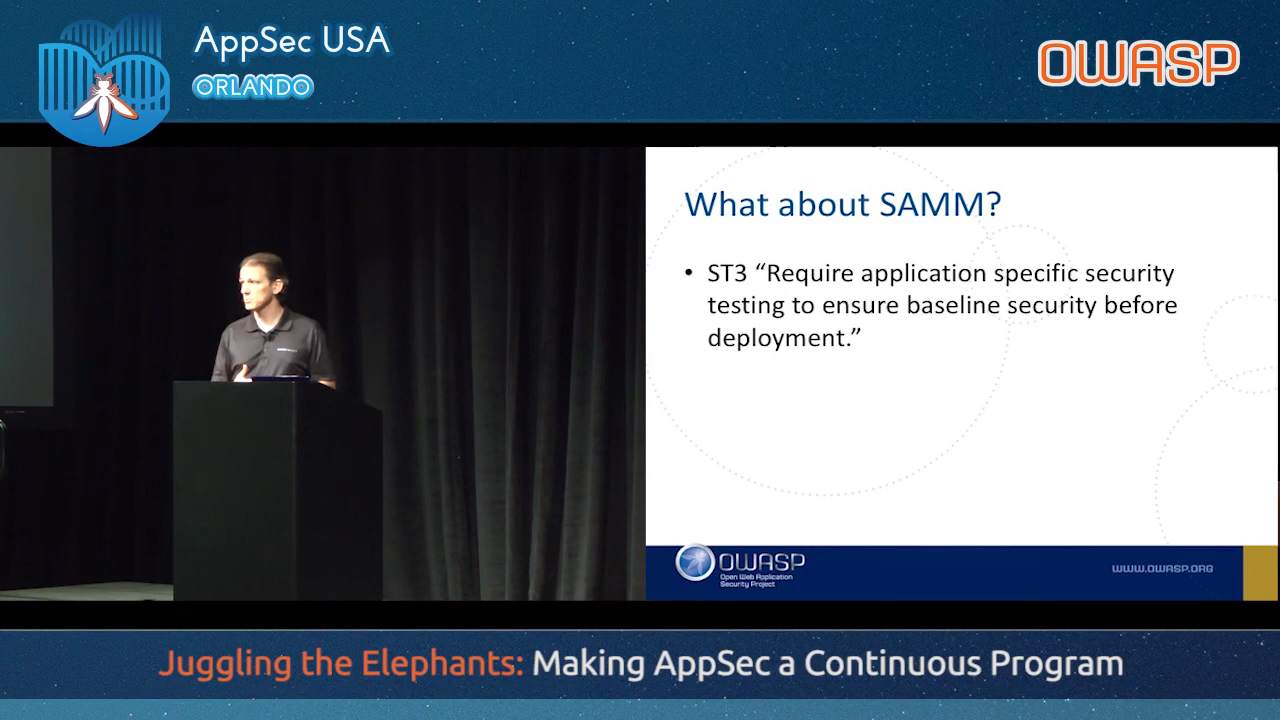 AppSec USA
ORLANDO
OWASP
What about SAMM?
• ST3 “Require application specific security
testing to ensure baseline security before
deployment.”
OWASP
Open Web Application
Security Project
WWW.OWASP.ORG
Juggling the Elephants: Making AppSec a Continuous Program